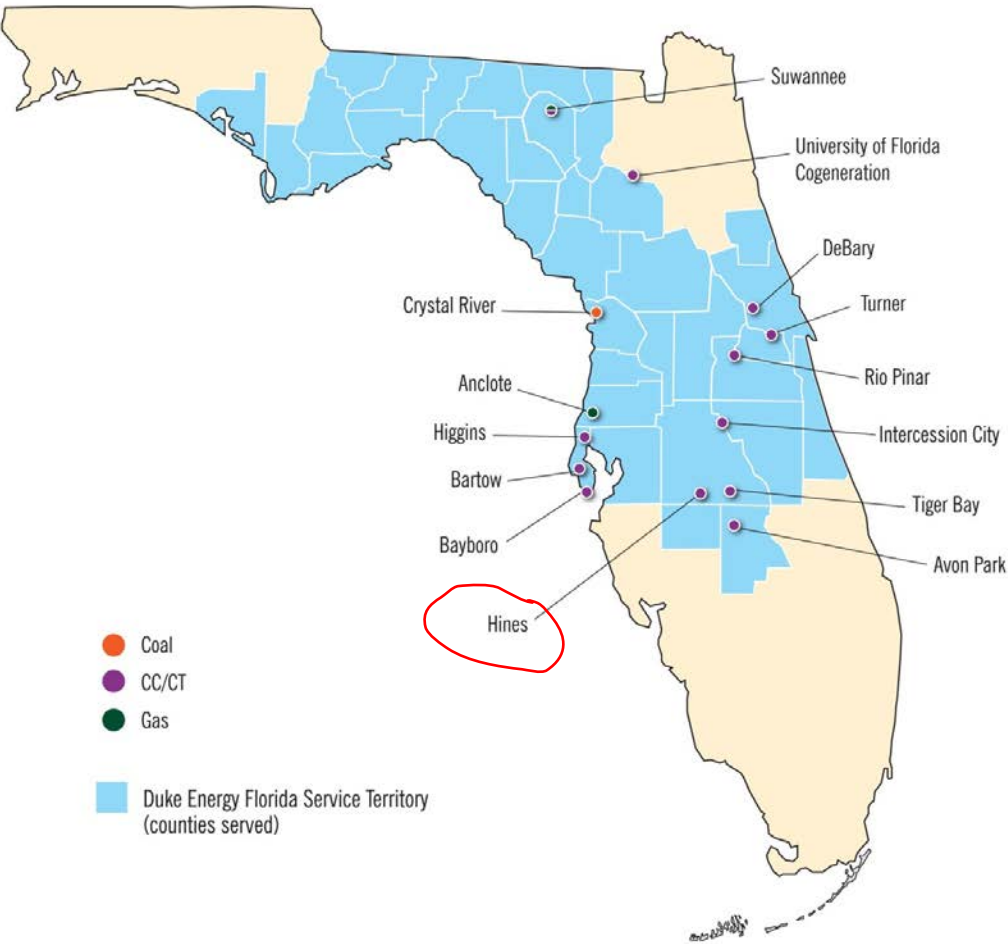 Suwannee
University of Florida
Cogeneration
DeBary
Crystal River
Turner
Rio Pinar
Anclote
Higgins
Intercession City
Bartow
Tiger Bay
Bayboro
Avon Park
Hines
Coal
CC/CT
Gas
Duke Energy Florida Service Territory
(counties served)